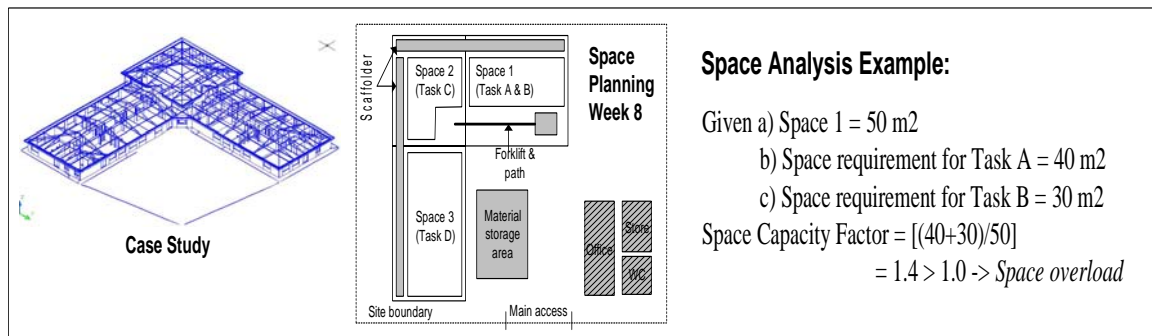 Case Study
Scaffolder
Space 2
(Task C)
Space 1
(Task A & B)
Space
Planning
Week 8
Forklift &
path
Space 3
(Task D)
Material
storage
area
Office
Store
WC
Site boundary
Main access
Space Analysis Example:
Given a) Space 1 = 50 m2
b) Space requirement for Task A = 40 m2
c) Space requirement for Task B = 30 m2
Space Capacity Factor = [(40+30)/50]
= 1.4 > 1.0 -> Space overload